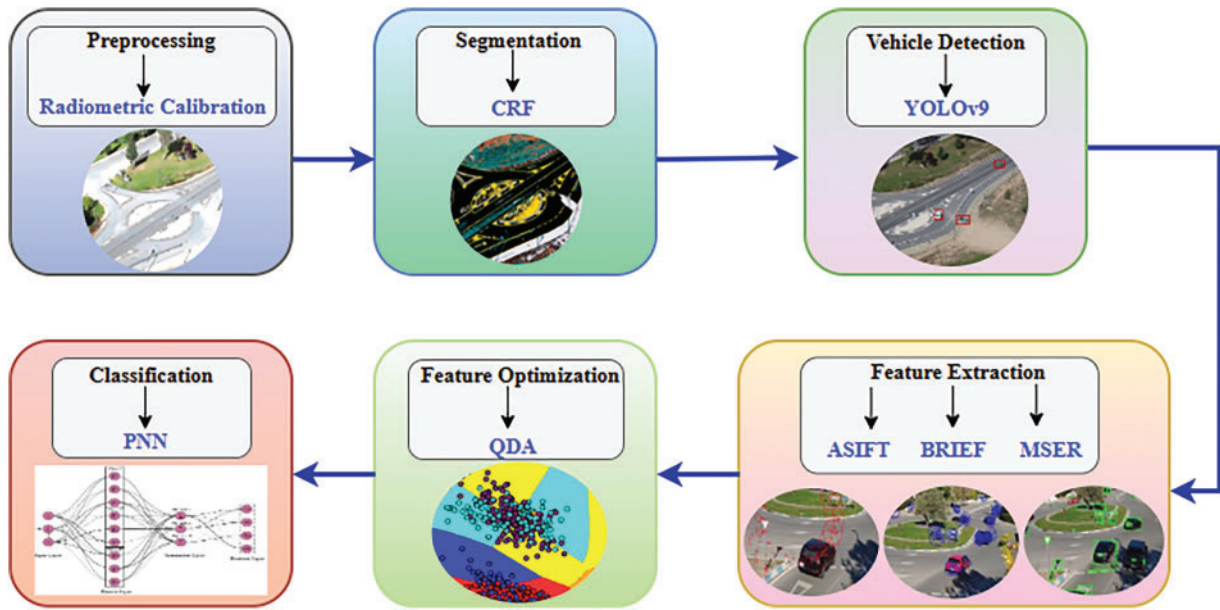 Preprocessing
Radiometric Calibration
Segmentation
CRF
Vehicle Detection
YOLOv9
Feature Extraction
ASIFT BRIEF MSER
Feature Optimization
QDA
Classification
PNN